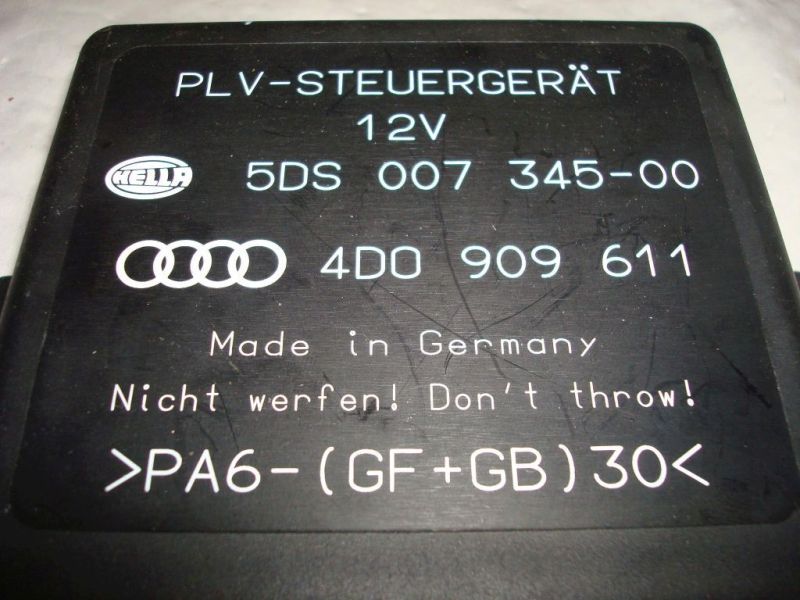 PLV-STEUERGERÄT
12V
HELLA 5DS 007 345-00
4D0 909 611
Made in Germany
Nicht werfen! Don't throw!
>PA6-(GF+GB)30<